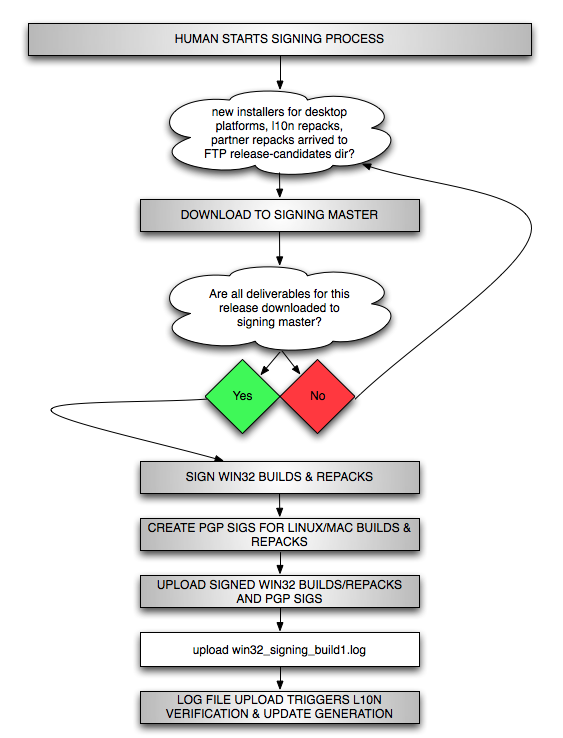 HUMAN STARTS SIGNING PROCESS
new installers for desktop
platforms, l10n repacks,
partner repacks arrived to
FTP release-candidates dir?
DOWNLOAD TO SIGNING MASTER
Are all deliverables for this
release downloaded to
signing master?
Yes
No
SIGN WIN32 BUILDS & REPACKS
CREATE PGP SIGS FOR LINUX/MAC BUILDS &
REPACKS
UPLOAD SIGNED WIN32 BUILDS/REPACKS
AND PGP SIGS
upload win32_signing_build1.log
LOG FILE UPLOAD TRIGGERS L10N
VERIFICATION & UPDATE GENERATION